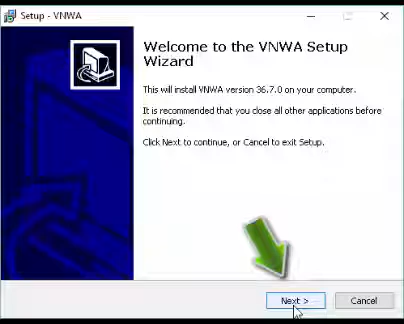 Setup - VNWA
Welcome to the VNWA Setup
Wizard
This will install VNWA version 36.7.0 on your computer.
It is recommended that you close all other applications before
continuing.
Click Next to continue, or Cancel to exit Setup.
Next >
Cancel